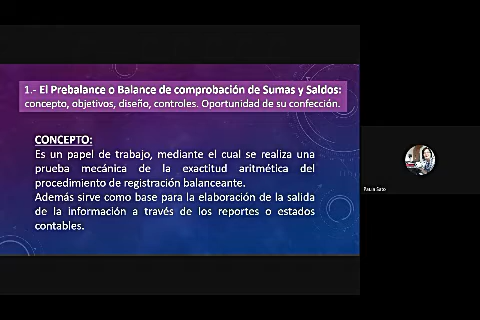 1.- El Prebalance o Balance de comprobación de Sumas y Saldos:
concepto, objetivos, diseño, controles. Oportunidad de su confección.
CONCEPTO:
Es un papel de trabajo, mediante el cual se realiza una
prueba mecánica de la exactitud aritmética del
procedimiento de registración balanceante.
Además sirve como base para la elaboración de la salida
de la información a través de los reportes o estados
contables.
Paula Sato